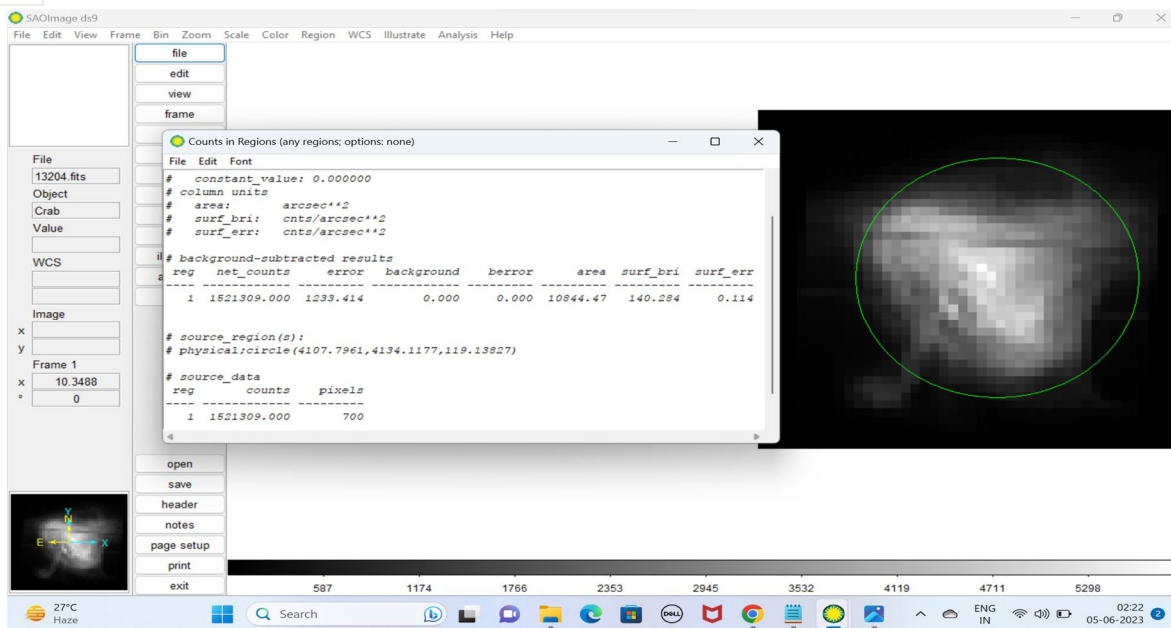 SAOImage ds9
File Edit View Frame Bin Zoom Scale Color Region WCS Illustrate Analysis Help
file
edit
view
frame
File
13204.fits
Object
Crab
Value
WCS
Image
x
y
Frame 1
x 10.3488
° 0
Counts in Regions (any regions; options: none)
File Edit Font
# constant_value: 0.000000
# column units
# area: arcsec**2
# surf_bri: cnts/arcsec**2
# surf_err: cnts/arcsec**2
# background-subtracted results
reg net_counts error background berror area surf_bri surf_err
---- ------------ --------- ------------ --------- --------- --------- ---------
1 1521309.000 1233.414 0.000 0.000 10844.47 140.284 0.114
# source_region(s):
# physical;circle(4107.7961,4134.1177,119.13827)
# source_data
reg counts pixels
---- ------------ ---------
1 1521309.000 700
open
save
header
notes
page setup
print
exit
Y
N
E X
587 1174 1766 2353 2945 3532 4119 4711 5298
27°C
Haze
Search
DELL
ENG
IN
02:22
05-06-2023
2